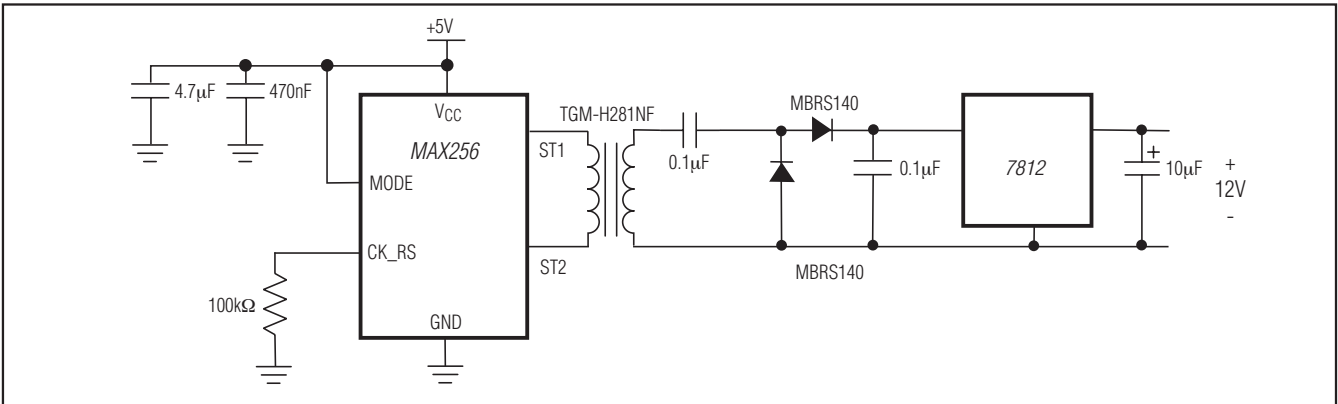 +5V
4.7μF
470nF
VCC
MAX256
MODE
CK_RS
GND
100kΩ
ST1
ST2
TGM-H281NF
0.1μF
MBRS140
0.1μF
MBRS140
7812
+
10μF
+
12V
-